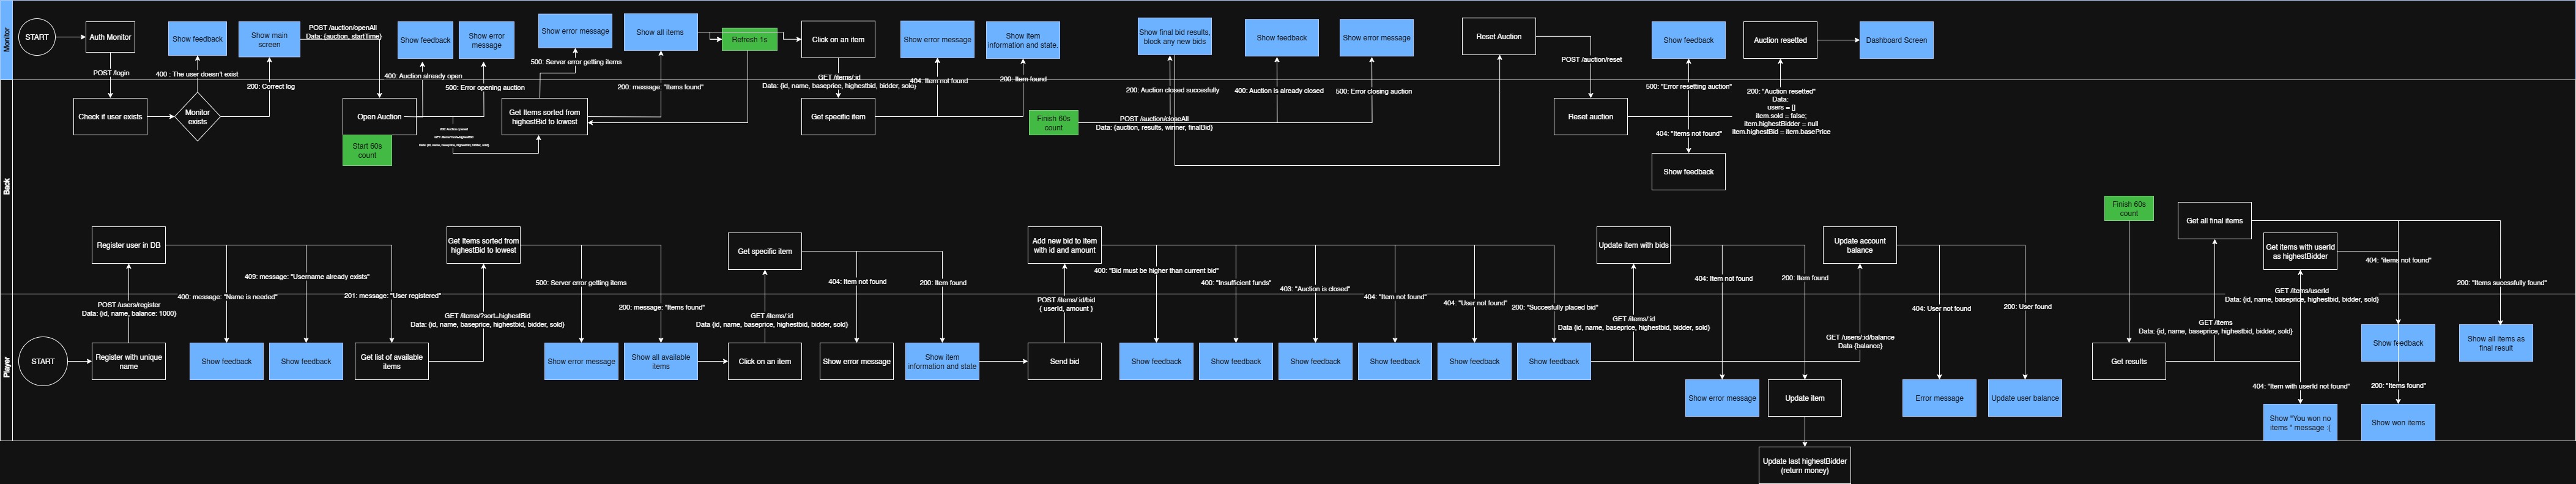 Monitor
START
Auth Monitor
POST /login
Show feedback
400 : The user doesn't exist
Show main
screen
200: Correct log
POST /auction/openAll
Data: {auction, startTime}
Show feedback
400: Auction already open
Show error
message
500: Error opening auction
Show error message
500: Server error getting items
Show all items
200: message: "Items found"
Refresh 1s
Click on an item
GET /items/:id
Data: {id, name, baseprice, highestbid, bidder, sold}
Show error message
404: Item not found
Show item
information and state.
200: Item found
Show final bid results,
block any new bids
200: Auction closed succesfully
Show feedback
400: Auction is already closed
Show error message
500: Error closing auction
Reset Auction
POST /auction/reset
Show feedback
500: "Error resetting auction"
Auction resetted
Dashboard Screen
Back
Check if user exists
Monitor
exists
Open Auction
Start 60s
count
200: Auction opened
GET /items/?sort=highestBid
Data: {id, name, baseprice, highestbid, bidder, sold}
Get Items sorted from
highestBid to lowest
Get specific item
Finish 60s
count
POST /auction/closeAll
Data: {auction, results, winner, finalBid}
Reset auction
404: "Items not found"
Show feedback
200: "Auction resetted"
Data:
users = []
item.sold = false;
item.highestBidder = null
item.highestBid = item.basePrice
Register user in DB
POST /users/register
Data: {id, name, balance: 1000}
400: message: "Name is needed"
409: message: "Username already exists"
201: message: "User registered"
Get Items sorted from
highestBid to lowest
GET /items/?sort=highestBid
Data: {id, name, baseprice, highestbid, bidder, sold}
500: Server error getting items
200: message: "Items found"
Get specific item
GET /items/:id
Data {id, name, baseprice, highestbid, bidder, sold}
404: Item not found
200: Item found
Add new bid to item
with id and amount
POST /items/:id/bid
{ userId, amount }
400: "Bid must be higher than current bid"
400: "Insufficient funds"
403: "Auction is closed"
404: "Item not found"
404: "User not found"
200: "Succesfully placed bid"
Update item with bids
GET /items/:id
Data {id, name, baseprice, highestbid, bidder, sold}
404: Item not found
200: Item found
Update account
balance
GET /users/:id/balance
Data {balance}
404: User not found
200: User found
Finish 60s
count
Get all final items
GET /items
Data: {id, name, baseprice, highestbid, bidder, sold}
Get items with userId
as highestBidder
GET /items/userId
Data: {id, name, baseprice, highestbid, bidder, sold}
404: "items not found"
200: "Items sucessfully found"
Player
START
Register with unique
name
Show feedback
Show feedback
Get list of available
items
Show error message
Show all available
items
Click on an item
Show error message
Show item
information and state
Send bid
Show feedback
Show feedback
Show feedback
Show feedback
Show feedback
Show feedback
Show error message
Update item
Update last highestBidder
(return money)
Error message
Update user balance
Get results
404: "Item with userId not found"
Show "You won no
items " message :(
Show feedback
200: "Items found"
Show won items
Show all items as
final result